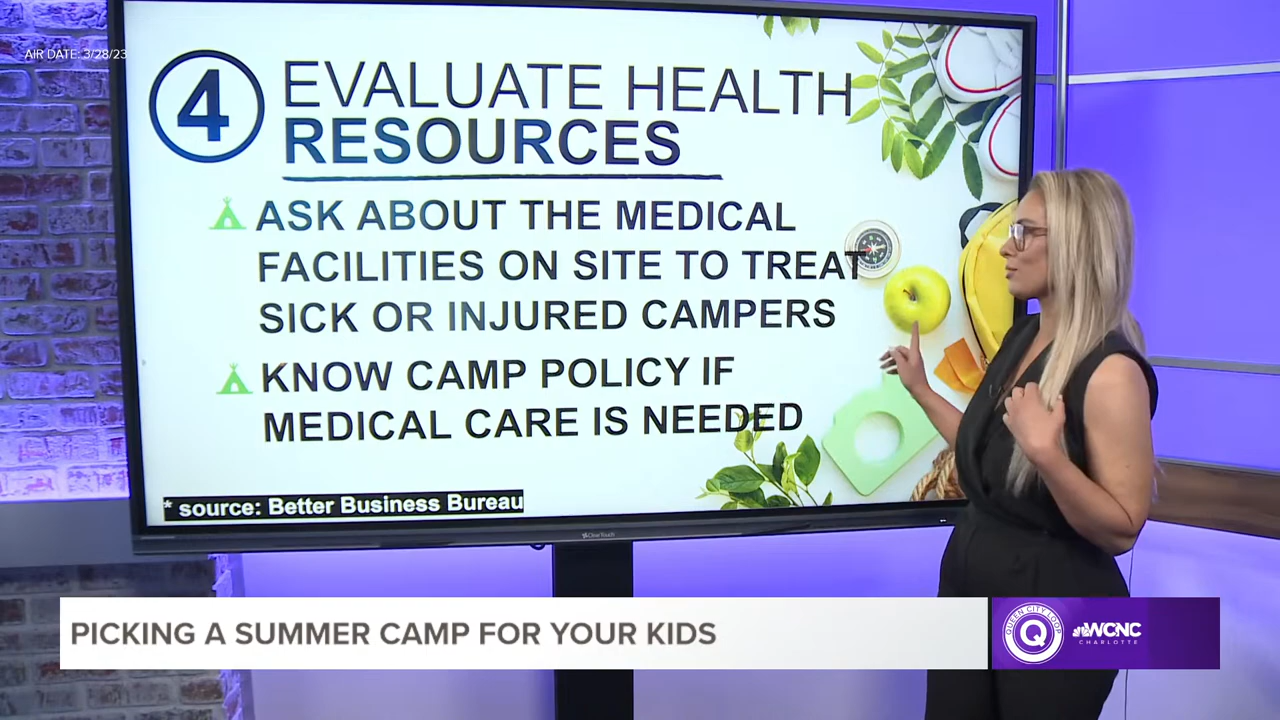 AIR DATE: 3/28/23
4
EVALUATE HEALTH
RESOURCES
ASK ABOUT THE MEDICAL
FACILITIES ON SITE TO TREAT
SICK OR INJURED CAMPERS
KNOW CAMP POLICY IF
MEDICAL CARE IS NEEDED
* source: Better Business Bureau
CleverTouch
PICKING A SUMMER CAMP FOR YOUR KIDS
QUEEN CITY LOOP
Q
WCNC
CHARLOTTE